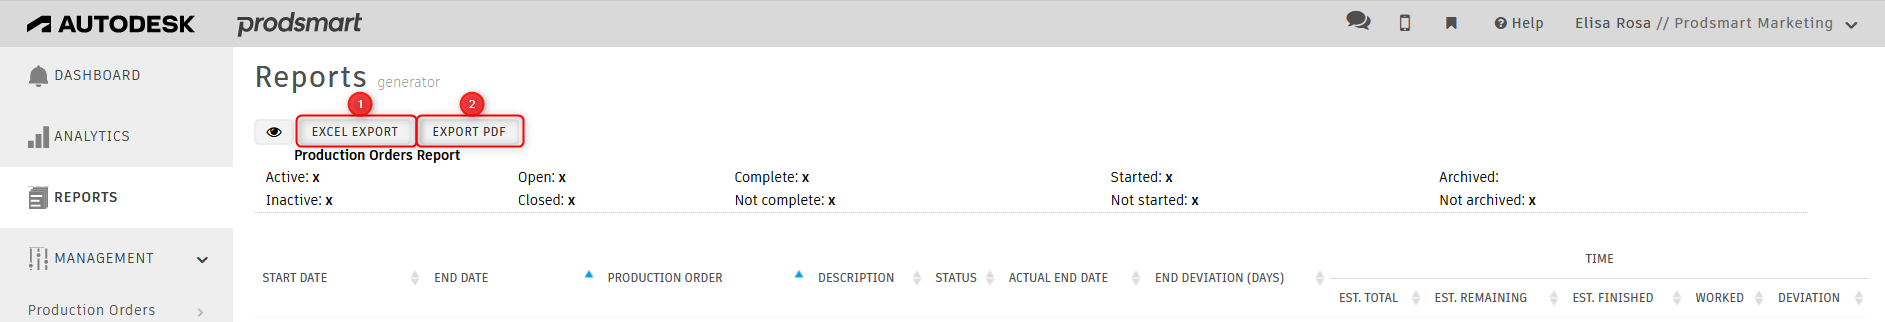 AUTODESK prodsmart Help Elisa Rosa // Prodsmart Marketing
DASHBOARD
ANALYTICS
REPORTS
MANAGEMENT
Production Orders
Reports generator
1 2
EXCEL EXPORT EXPORT PDF
Production Orders Report
Active: x Open: x Complete: x Started: x Archived:
Inactive: x Closed: x Not complete: x Not started: x Not archived: x
TIME
START DATE END DATE PRODUCTION ORDER DESCRIPTION STATUS ACTUAL END DATE END DEVIATION (DAYS)
EST. TOTAL EST. REMAINING EST. FINISHED WORKED DEVIATION